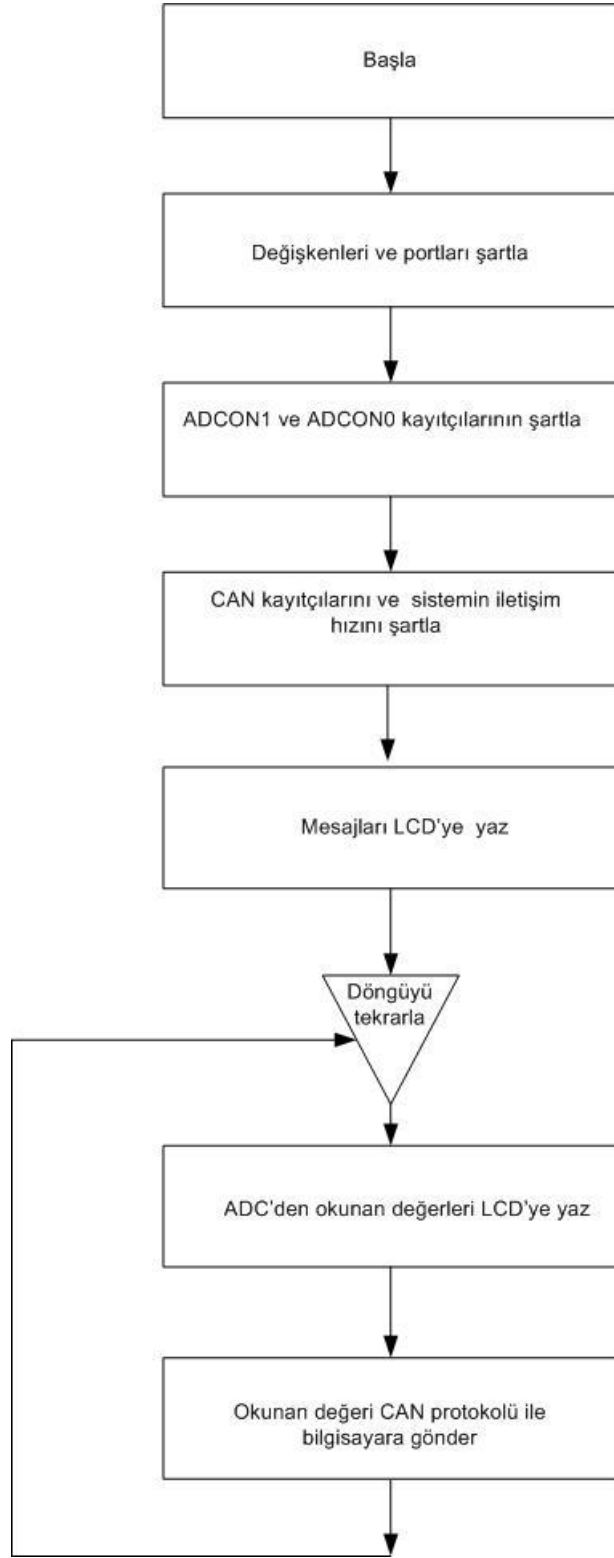 Başla
Değişkenleri ve portları şartla
ADCON1 ve ADCON0 kayıtçılarının şartla
CAN kayıtçılarını ve sistemin iletişim
hızını şartla
Mesajları LCD'ye yaz
Döngüyü
tekrarla
ADC'den okunan değerleri LCD'ye yaz
Okunan değeri CAN protokolü ile
bilgisayara gönder